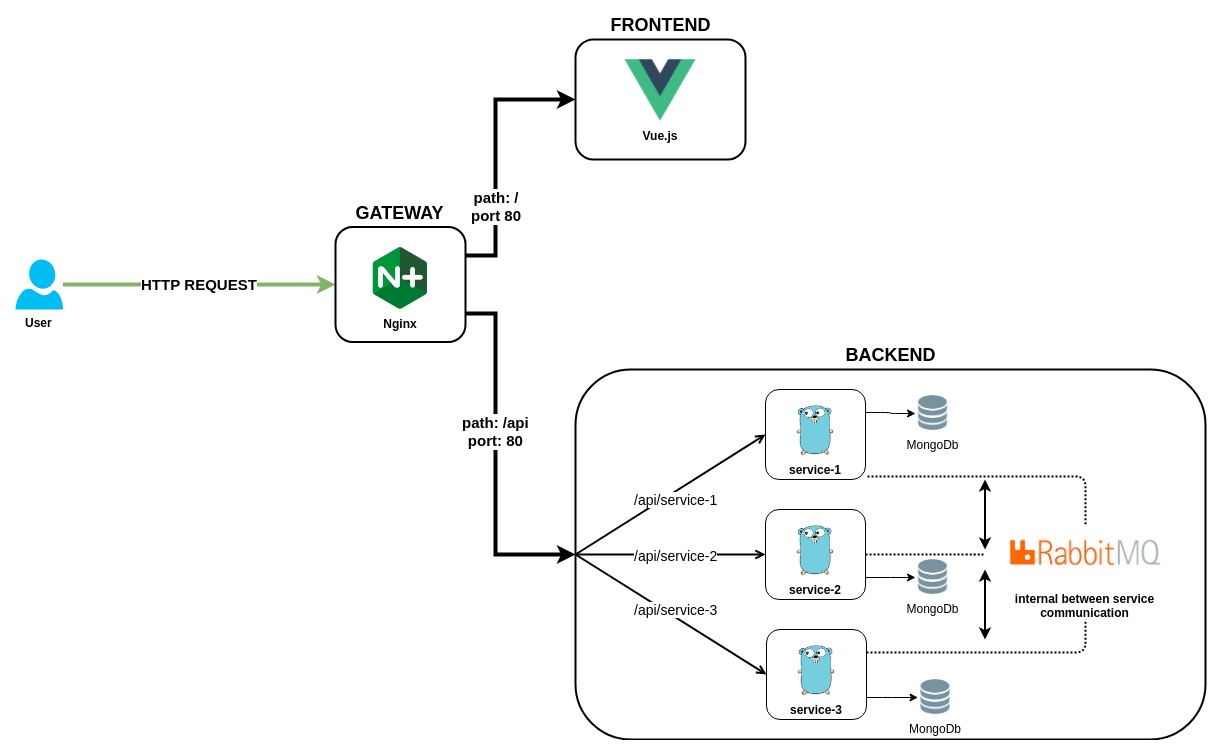 FRONTEND
Vue.js
path: /
port 80
GATEWAY
N+
Nginx
HTTP REQUEST
User
BACKEND
path: /api
port: 80
service-1
MongoDb
/api/service-1
/api/service-2
service-2
MongoDb
RabbitMQ
internal between service
communication
/api/service-3
service-3
MongoDb